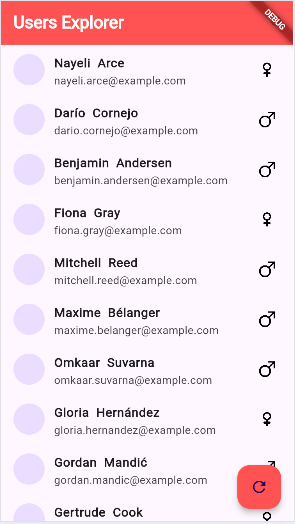 Users Explorer
DEBUG
Nayeli  Arce
nayeli.arce@example.com
Darío  Cornejo
dario.cornejo@example.com
Benjamin  Andersen
benjamin.andersen@example.com
Fiona  Gray
fiona.gray@example.com
Mitchell  Reed
mitchell.reed@example.com
Maxime  Bélanger
maxime.belanger@example.com
Omkaar  Suvarna
omkaar.suvarna@example.com
Gloria  Hernández
gloria.hernandez@example.com
Gordan  Mandić
gordan.mandic@example.com
Gertrude  Cook